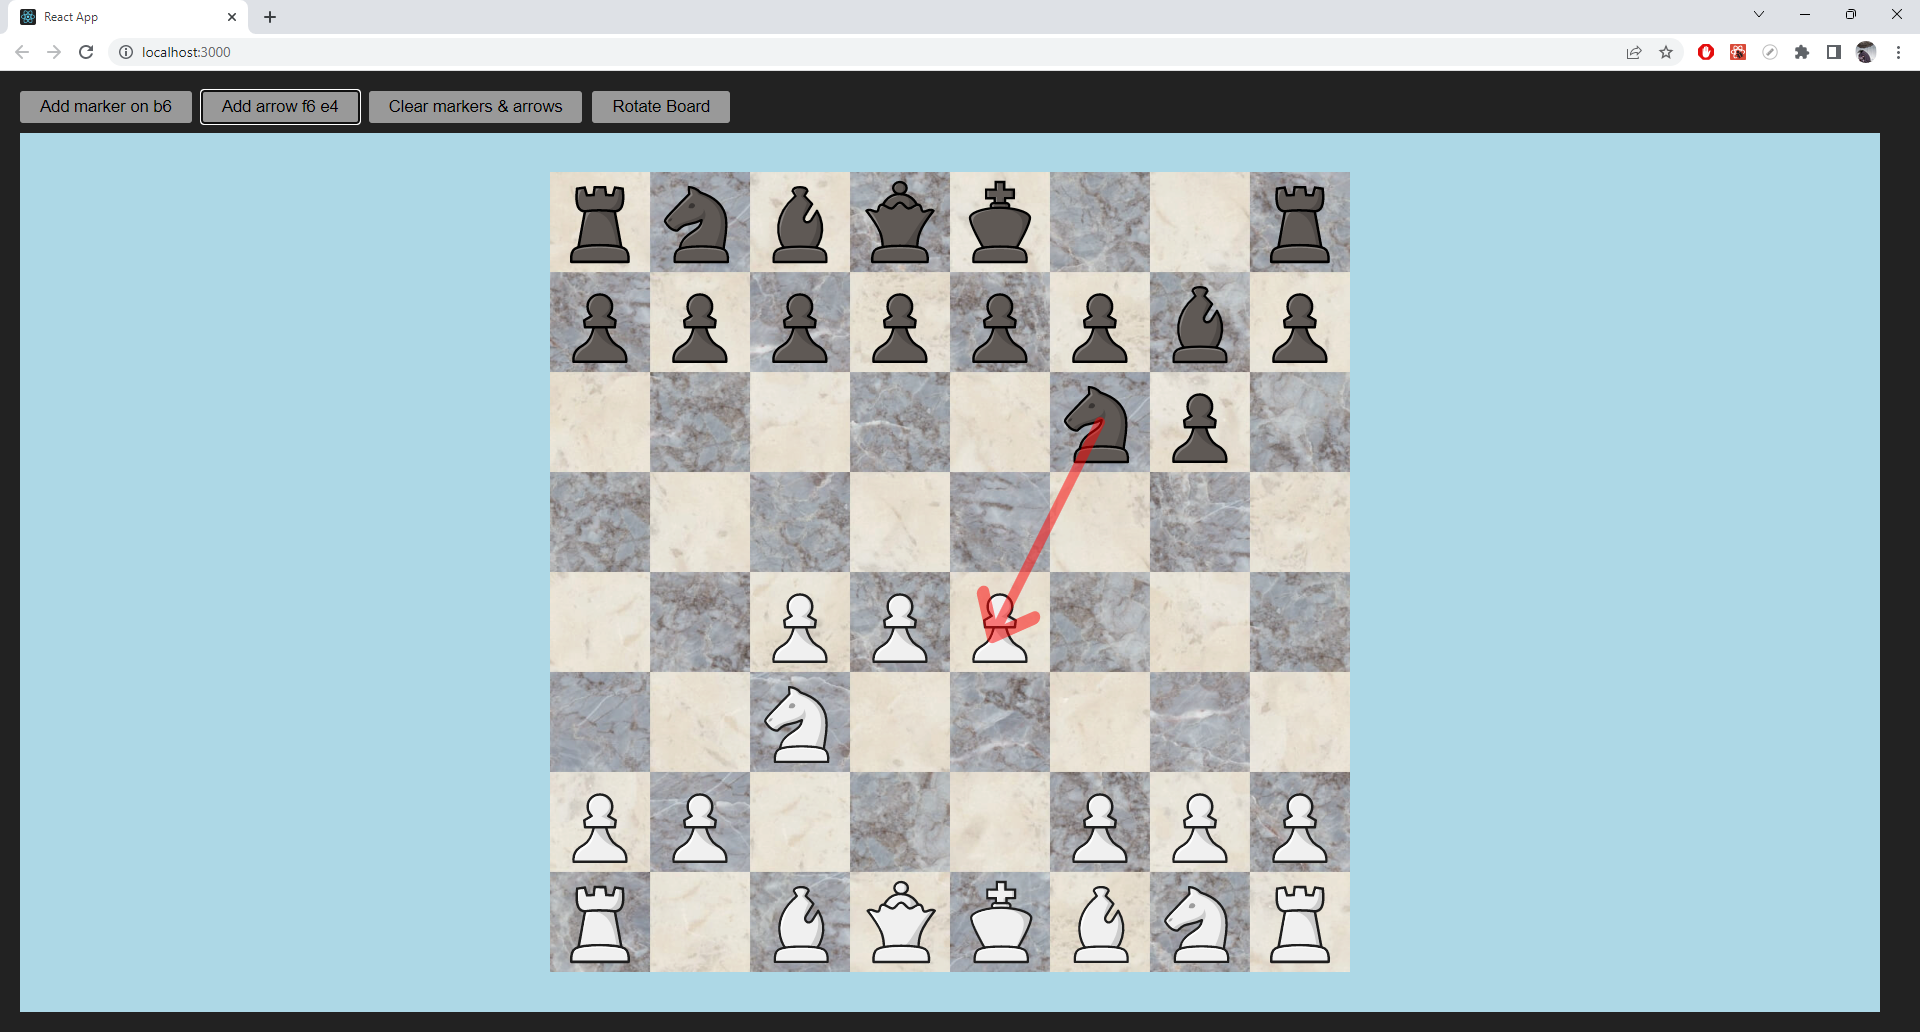 React App
localhost:3000
Add marker on b6
Add arrow f6 e4
Clear markers & arrows
Rotate Board